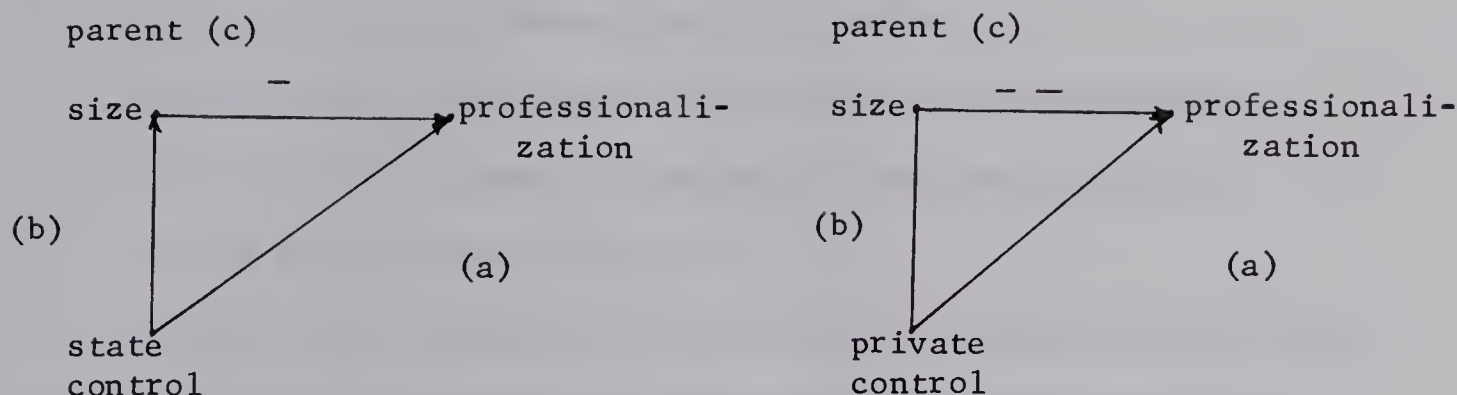 parent (c)
—
size
professionali-
zation
(b)
(a)
state
control
parent (c)
— —
size
professionali-
zation
(b)
(a)
private
control